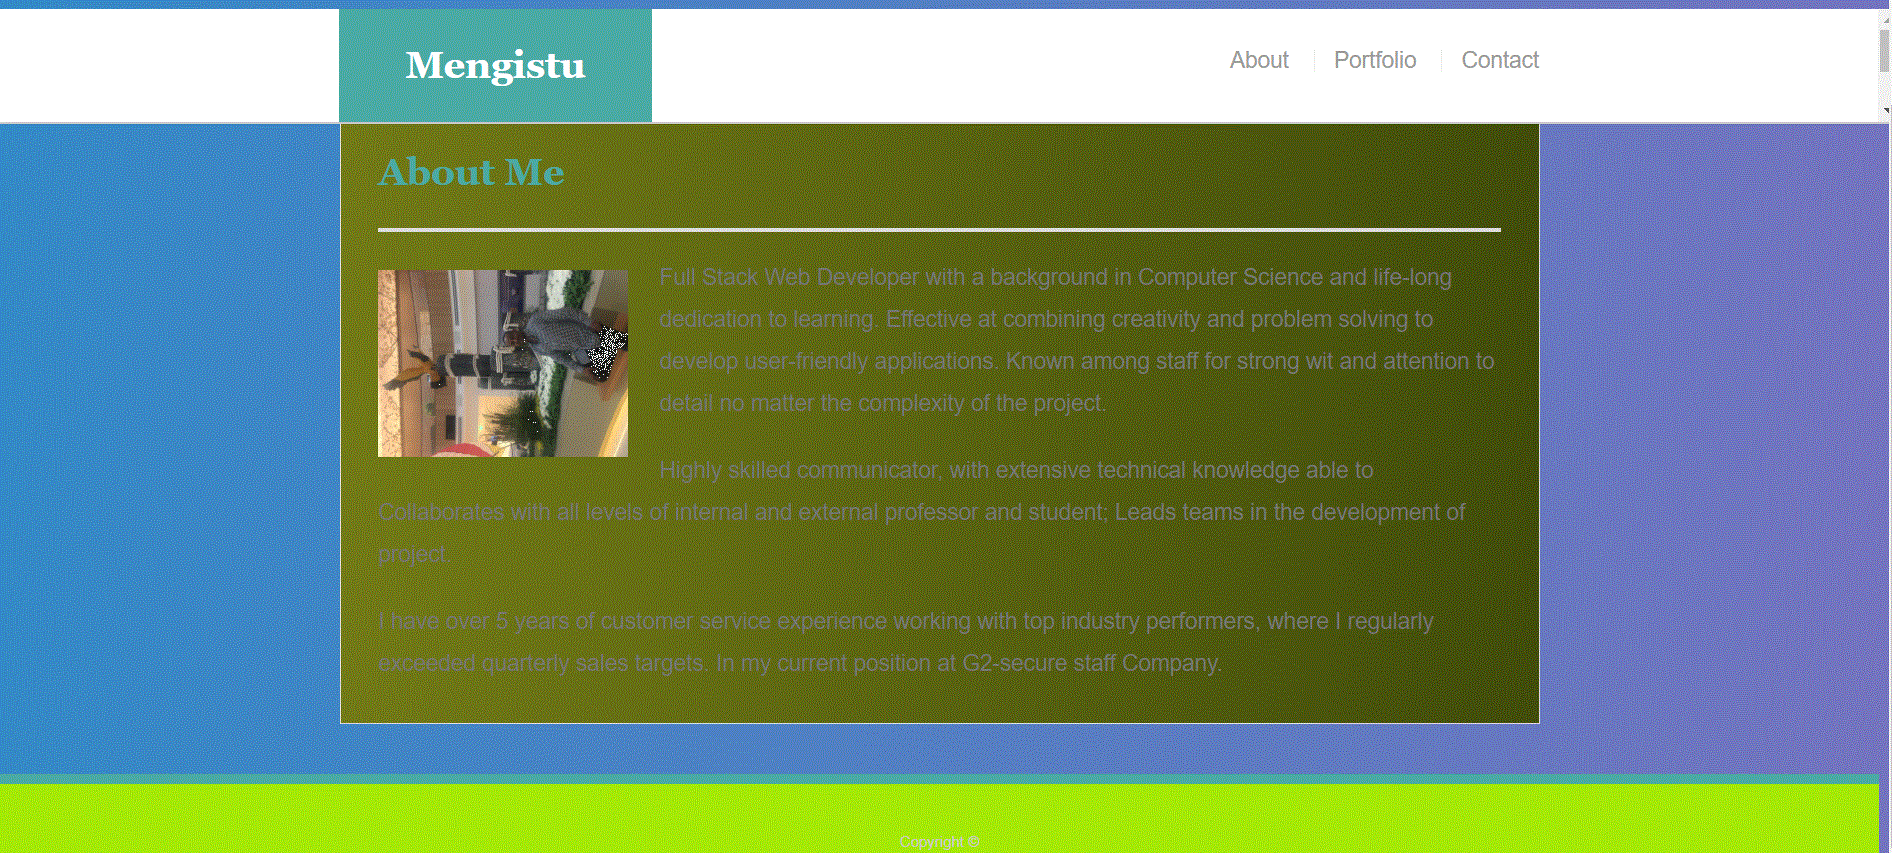 Mengistu
About
Portfolio
Contact
About Me
Full Stack Web Developer with a background in Computer Science and life-long
dedication to learning. Effective at combining creativity and problem solving to
develop user-friendly applications. Known among staff for strong wit and attention to
detail no matter the complexity of the project.
Highly skilled communicator, with extensive technical knowledge able to
Collaborates with all levels of internal and external professor and student; Leads teams in the development of
project.
I have over 5 years of customer service experience working with top industry performers, where I regularly
exceeded quarterly sales targets. In my current position at G2-secure staff Company.
Copyright ©